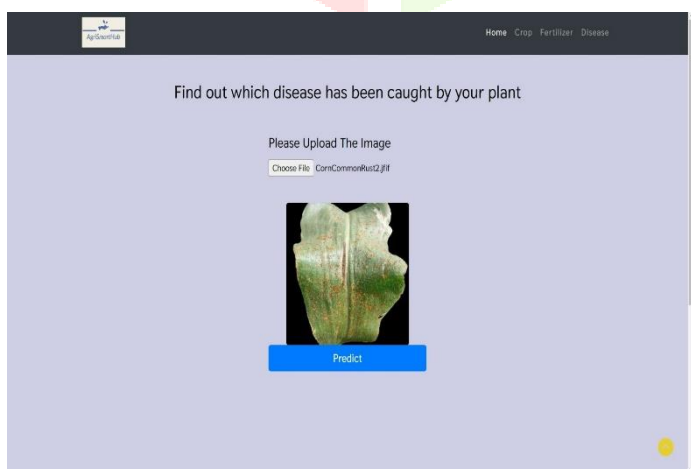 AgriSmartHub
Home Crop Fertilizer Disease
Find out which disease has been caught by your plant
Please Upload The Image
Choose File CornCommonRust2.jfif
Predict